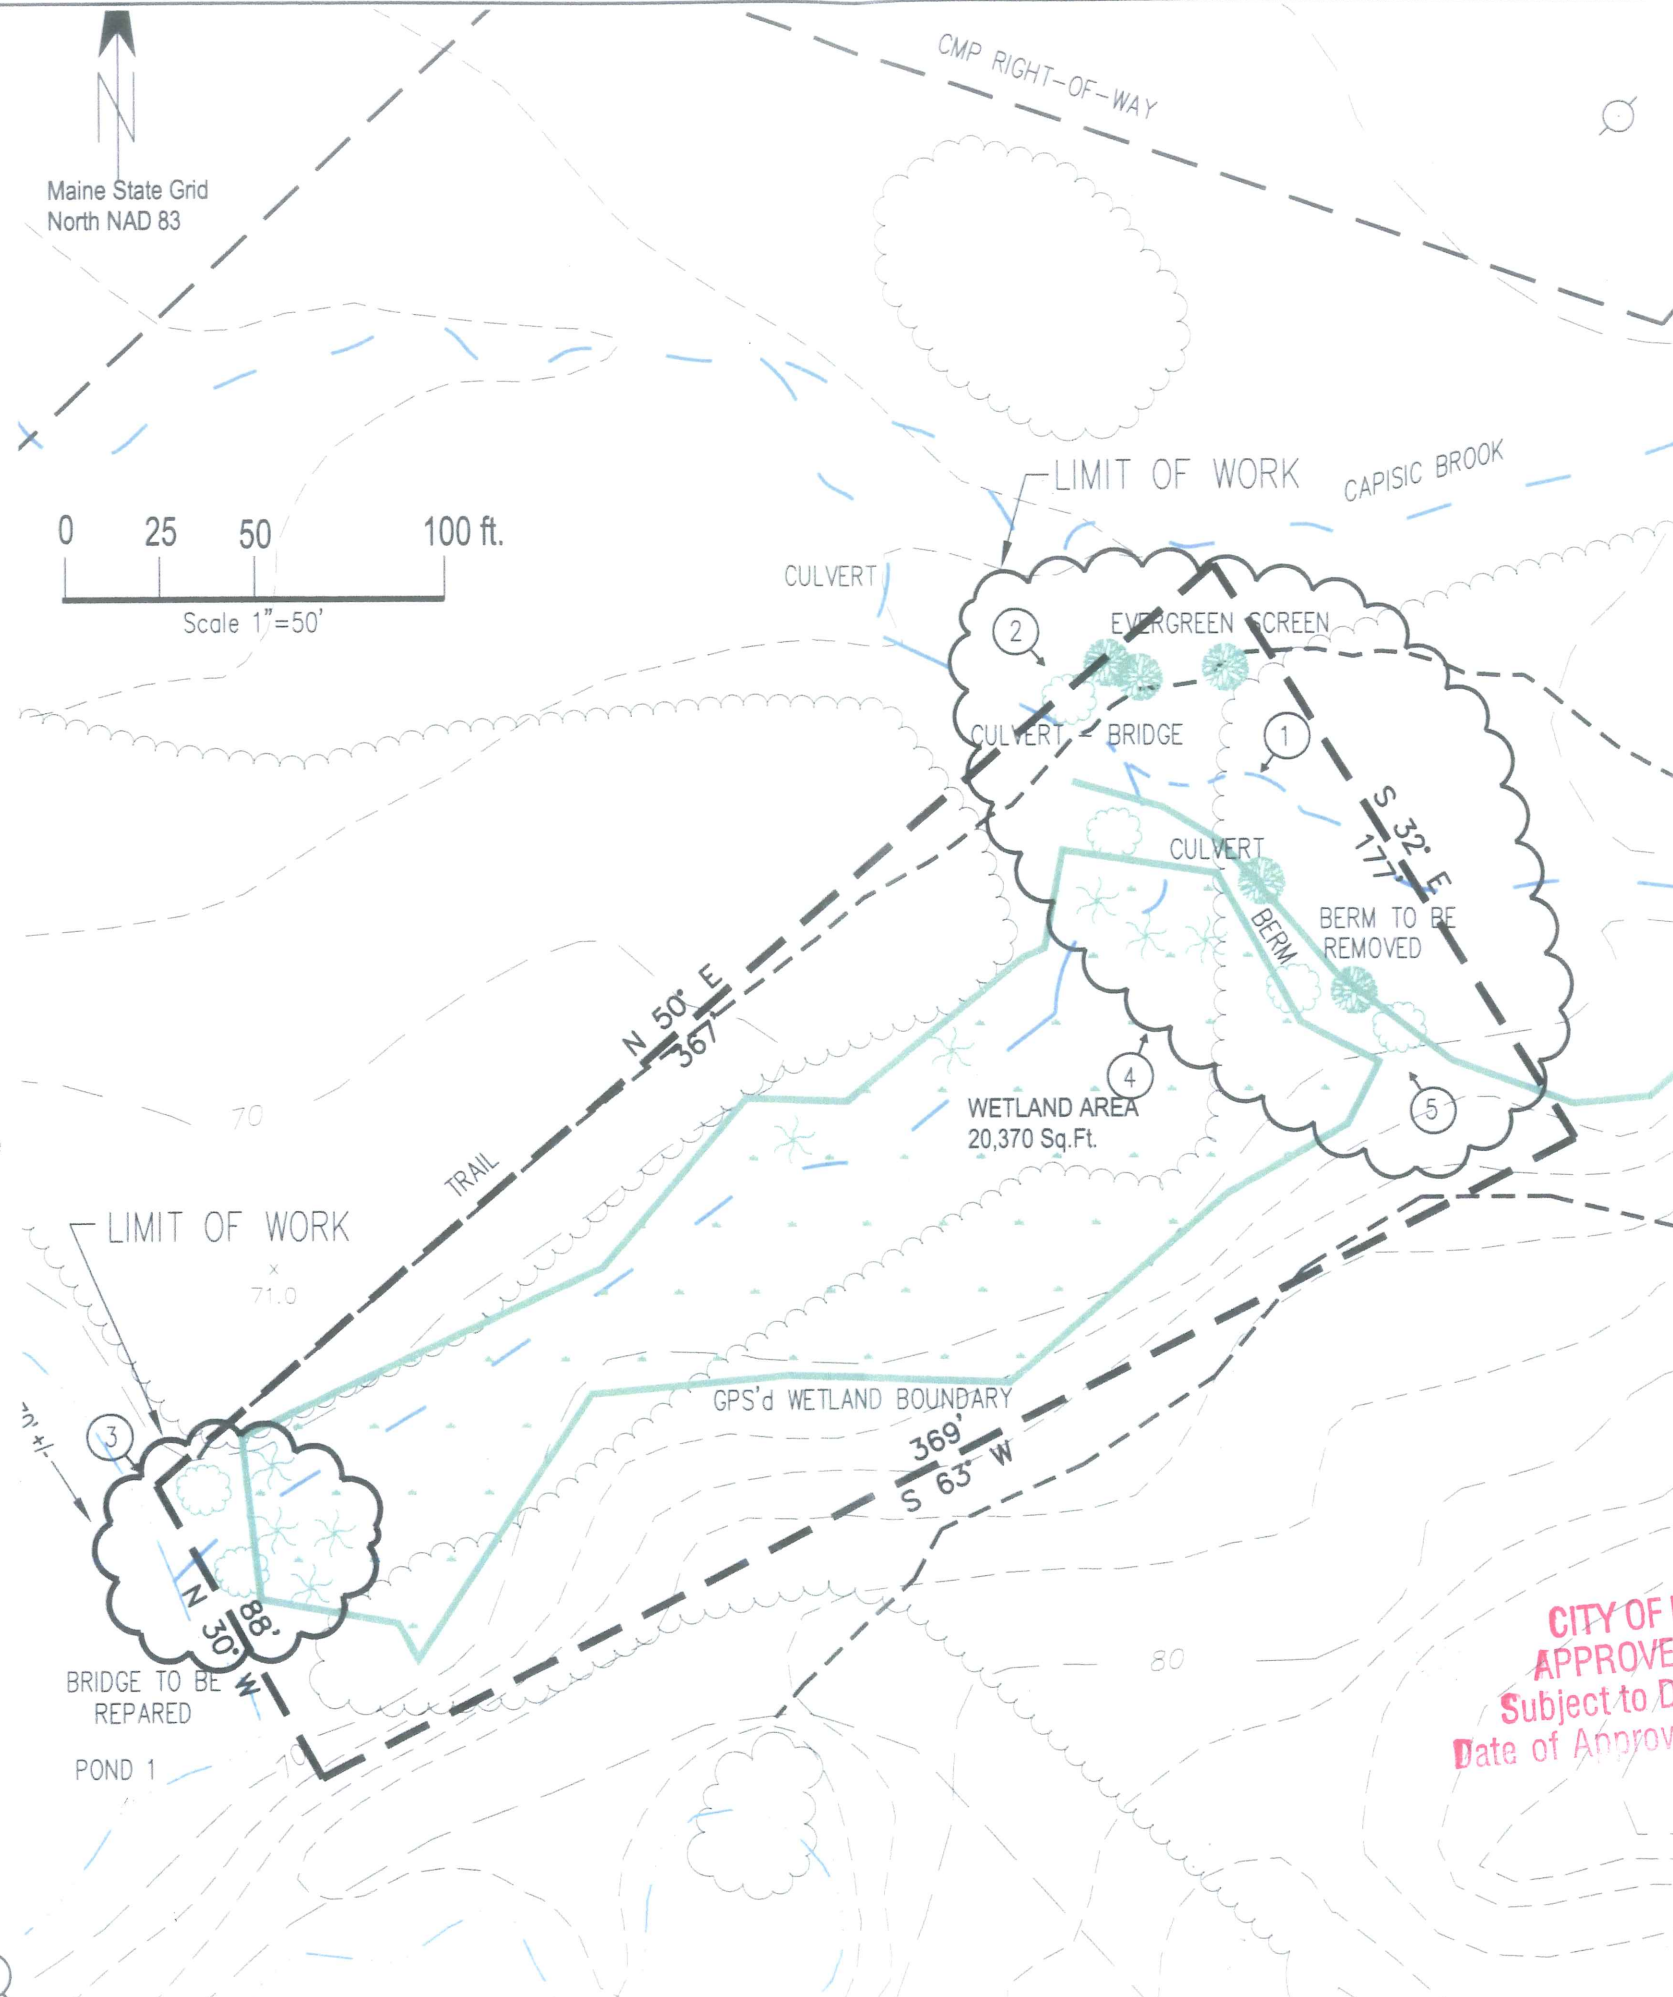 CMP RIGHT-OF-WAY
N
Maine State Grid
North NAD 83
LIMIT OF WORK
CAPISIC BROOK
0 25 50 100 ft.
Scale 1"=50'
CULVERT
2
EVERGREEN SCREEN
CULVERT - BRIDGE
1
S 32° E
177'
CULVERT
BERM
BERM TO BE
REMOVED
N 50° E
367'
4
5
WETLAND AREA
20,370 Sq.Ft.
70
TRAIL
LIMIT OF WORK
x
71.0
GPS'd WETLAND BOUNDARY
369'
S 63° W
3
10'+/-
N 30° W
88'
BRIDGE TO BE
REPARED
POND 1
80
CITY OF
APPROVE
Subject to D
Date of Approv